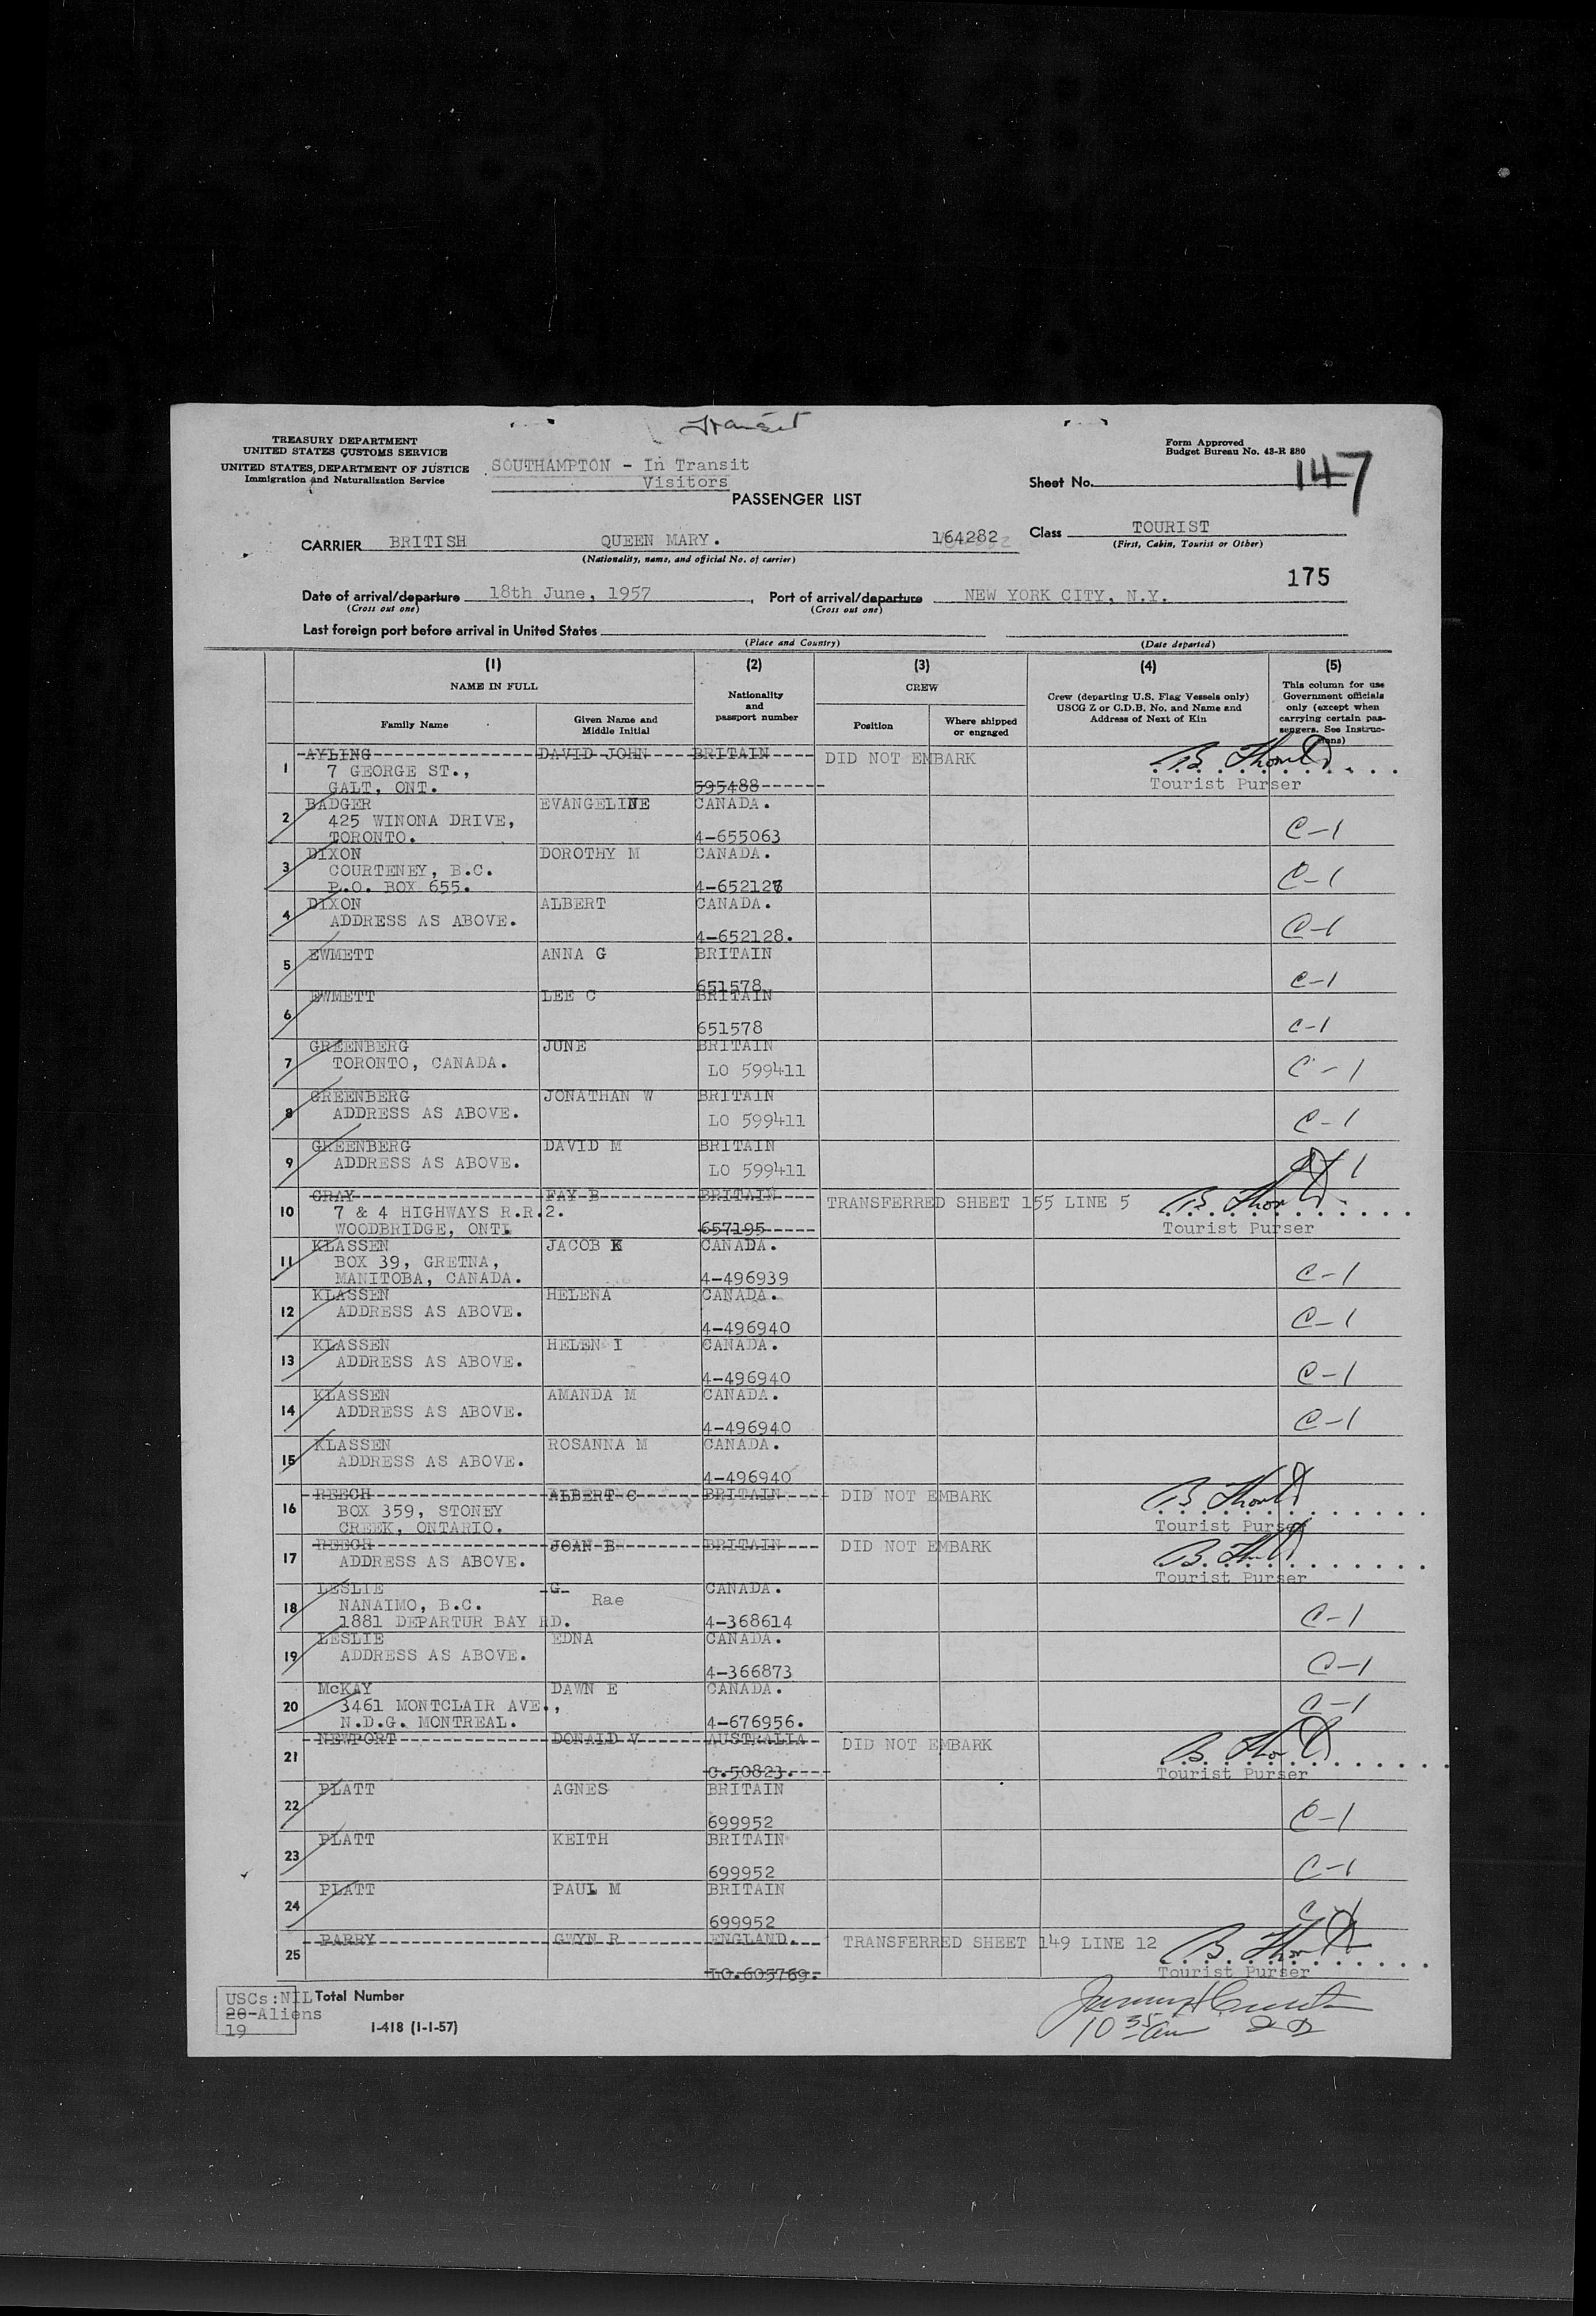 Transit
TREASURY DEPARTMENT
UNITED STATES CUSTOMS SERVICE
UNITED STATES DEPARTMENT OF JUSTICE
Immigration and Naturalization Service
SOUTHAMPTON - In Transit
Visitors
PASSENGER LIST
Form Approved
Budget Bureau No. 43-R 880
Sheet No. 147
CARRIER BRITISH QUEEN MARY. 164282
(Nationality, name, and official No. of carrier)
Class TOURIST
(First, Cabin, Tourist or Other)
175
Date of arrival/departure 18th June, 1957, Port of arrival/departure NEW YORK CITY, N.Y.
(Cross out one) (Cross out one)
Last foreign port before arrival in United States
(Place and Country) (Date departed)
(1) (2) (3) (4) (5)
NAME IN FULL
Family Name
Given Name and
Middle Initial
Nationality
and
passport number
CREW
Position
Where shipped
or engaged
Crew (departing U.S. Flag Vessels only)
USCG Z or C.D.B. No. and Name and
Address of Next of Kin
This column for use
Government officials
only (except when
carrying certain pas-
sengers. See Instruc-
tions)
1 AYLING DAVID JOHN BRITAIN DID NOT EMBARK
7 GEORGE ST.,
GALT, ONT. 595488 Tourist Purser
2 BADGER EVANGELINE CANADA.
425 WINONA DRIVE,
TORONTO. 4-655063 C-1
3 DIXON DOROTHY M CANADA.
COURTENEY, B.C.
P.O. BOX 655. 4-652127 C-1
4 DIXON ALBERT CANADA.
ADDRESS AS ABOVE.
4-652128. C-1
5 EWMETT ANNA G BRITAIN
651578 C-1
6 EWMETT LEE C BRITAIN
651578 C-1
7 GREENBERG JUNE BRITAIN
TORONTO, CANADA. LO 599411 C-1
8 GREENBERG JONATHAN W BRITAIN
ADDRESS AS ABOVE. LO 599411 C-1
9 GREENBERG DAVID M BRITAIN
ADDRESS AS ABOVE. LO 599411 C-1
10 GRAY FAY B BRITAIN TRANSFERRED SHEET 155 LINE 5
7 & 4 HIGHWAYS R.R.2.
WOODBRIDGE, ONT. 657195 Tourist Purser
11 KLASSEN JACOB K CANADA.
BOX 39, GRETNA,
MANITOBA, CANADA. 4-496939 C-1
12 KLASSEN HELENA CANADA.
ADDRESS AS ABOVE.
4-496940 C-1
13 KLASSEN HELEN I CANADA.
ADDRESS AS ABOVE.
4-496940 C-1
14 KLASSEN AMANDA M CANADA.
ADDRESS AS ABOVE.
4-496940 C-1
15 KLASSEN ROSANNA M CANADA.
ADDRESS AS ABOVE.
4-496940
16 REECH ALBERT C BRITAIN DID NOT EMBARK
BOX 359, STONEY
CREEK, ONTARIO. Tourist Purser
17 REECH JOAN B BRITAIN DID NOT EMBARK
ADDRESS AS ABOVE.
Tourist Purser
18 LESLIE G CANADA.
NANAIMO, B.C. Rae
1881 DEPARTUR BAY RD. 4-368614 C-1
19 LESLIE EDNA CANADA.
ADDRESS AS ABOVE.
4-366873 C-1
20 McKAY DAWN E CANADA.
3461 MONTCLAIR AVE., C-1
N.D.G. MONTREAL. 4-676956.
21 NEWPORT DONALD V AUSTRALIA DID NOT EMBARK
C.50823. Tourist Purser
22 PLATT AGNES BRITAIN
699952 C-1
23 PLATT KEITH BRITAIN
699952 C-1
24 PLATT PAUL M BRITAIN
699952
25 PARRY GWYN R ENGLAND. TRANSFERRED SHEET 149 LINE 12
LO.605769. Tourist Purser
USCs:NIL Total Number
20-Aliens
19
I-418 (1-1-57)
10 35 am